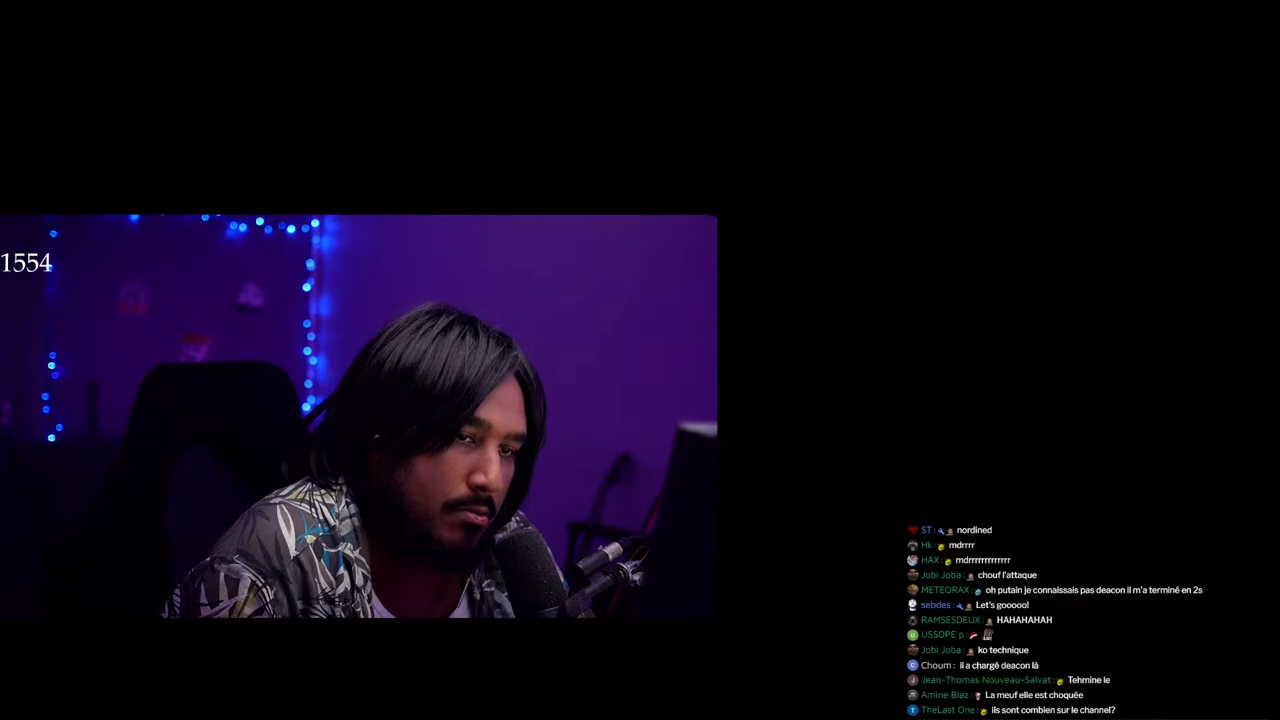 1554
ST : nordined
Hk : mdrrrr
HAX : mdrrrrrrrrrrrr
Jobi Joba : chouf l'attaque
METEORAX : oh putain je connaissais pas deacon il m'a terminé en 2s
sebdes : Let's gooooo!
RAMSESDEUX : HAHAHAHAH
USSOPE p :
Jobi Joba : ko technique
Choum : il a chargé deacon là
Jean-Thomas Nouveau-Salvat : Tehmine le
Amine Blaz : La meuf elle est choquée
TheLast One : ils sont combien sur le channel?